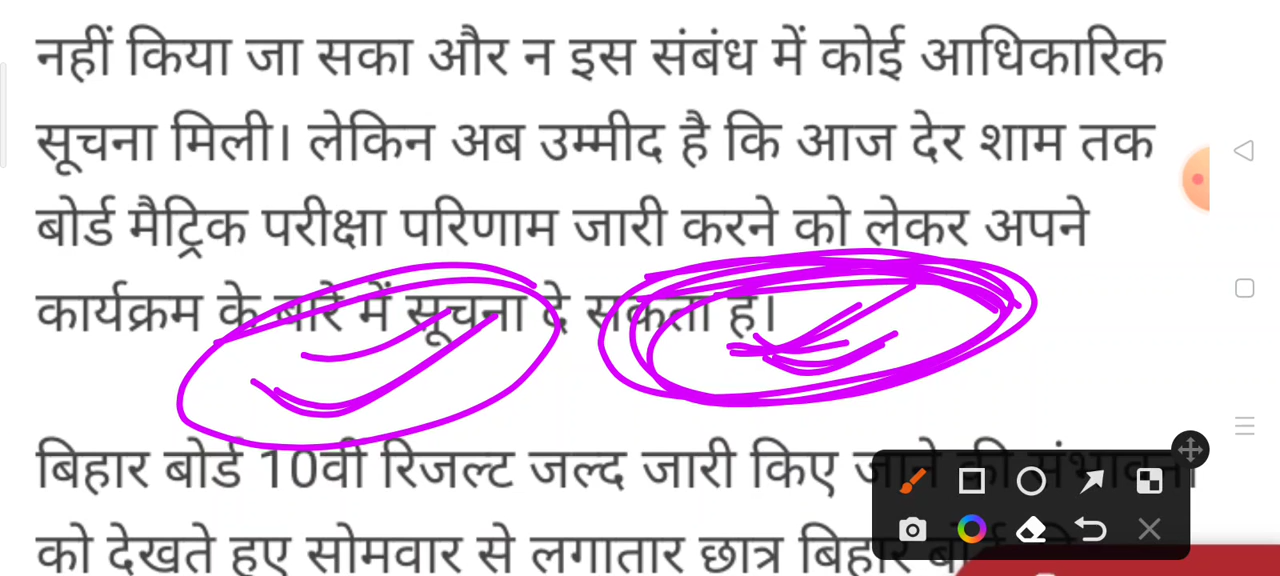 नहीं किया जा सका और न इस संबंध में कोई आधिकारिक
सूचना मिली। लेकिन अब उम्मीद है कि आज देर शाम तक
बोर्ड मैट्रिक परीक्षा परिणाम जारी करने को लेकर अपने
कार्यक्रम के बारे में सूचना दे सकता है।
बिहार बोर्ड 10वी रिजल्ट जल्द जारी किए जाने की संभावना
को देखते हुए सोमवार से लगातार छात्र बिहार बोर्ड